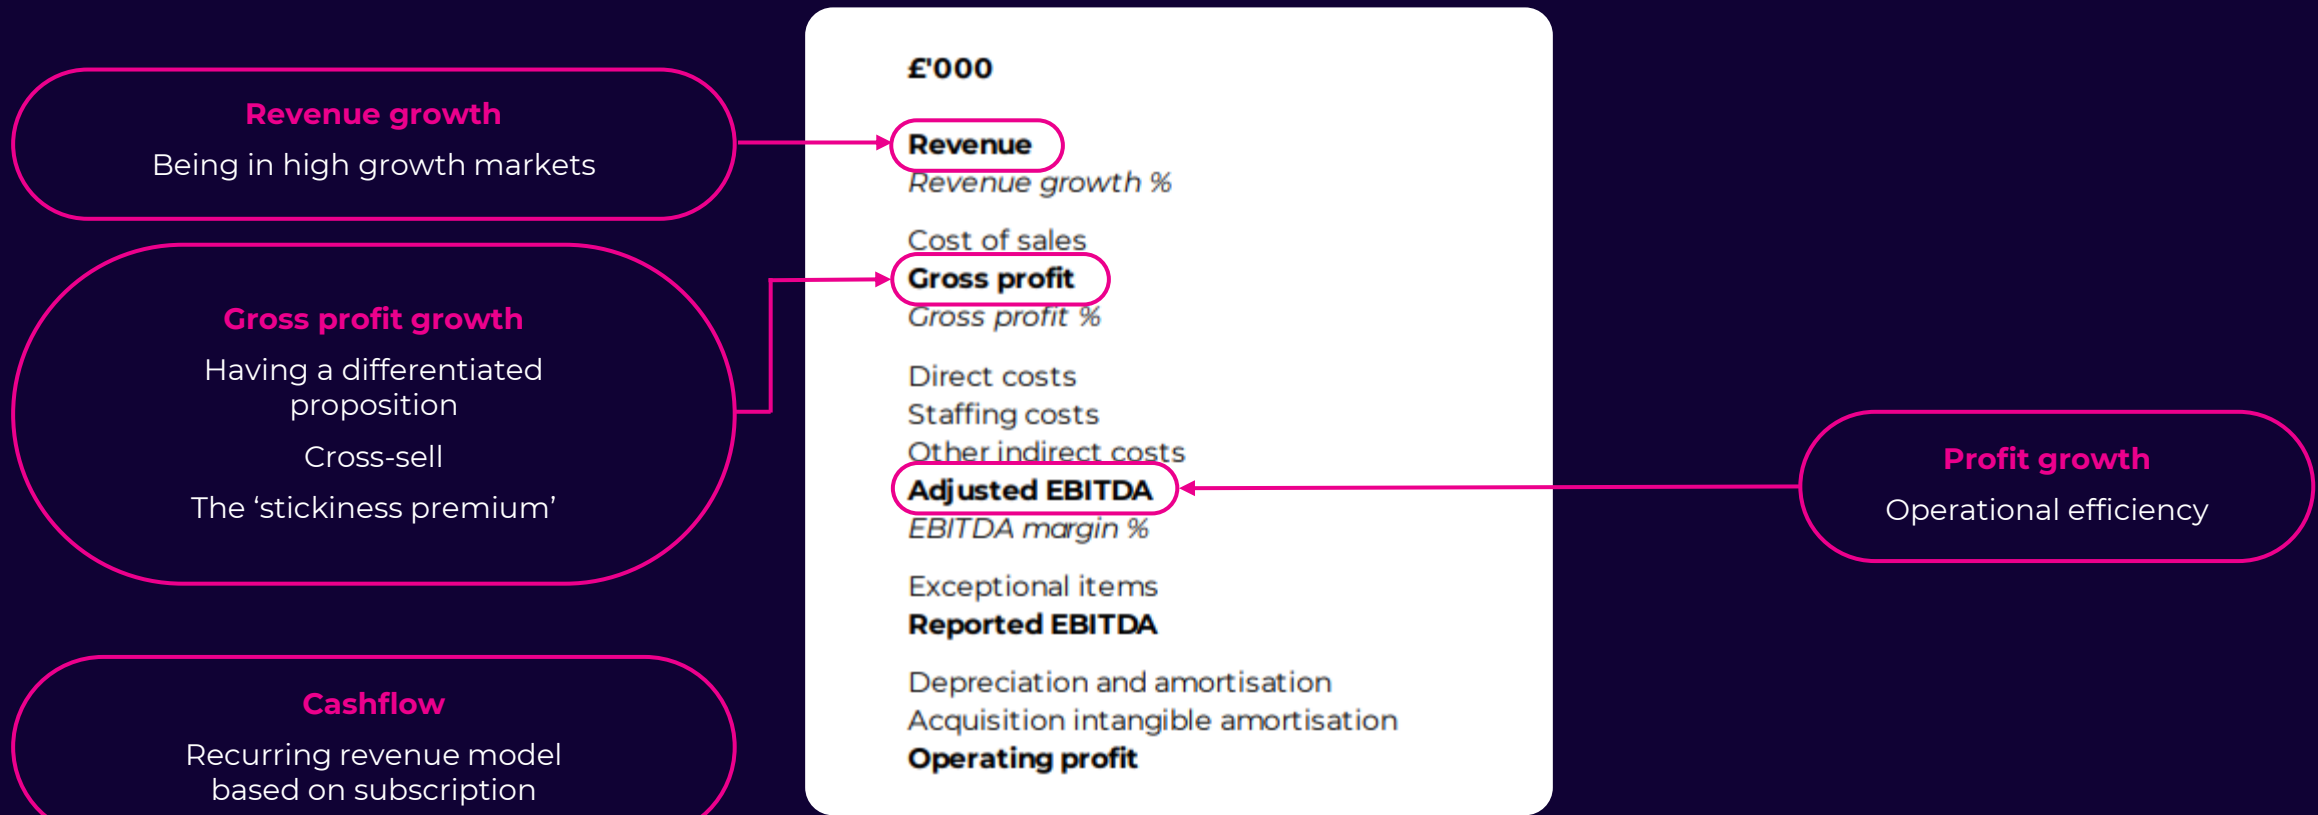 Revenue growth
Being in high growth markets
Gross profit growth
Having a differentiated
proposition
Cross-sell
The ‘stickiness premium’
Cashflow
Recurring revenue model
based on subscription
£'000
Revenue
Revenue growth %
Cost of sales
Gross profit
Gross profit %
Direct costs
Staffing costs
Other indirect costs
Adjusted EBITDA
EBITDA margin %
Exceptional items
Reported EBITDA
Depreciation and amortisation
Acquisition intangible amortisation
Operating profit
Profit growth
Operational efficiency